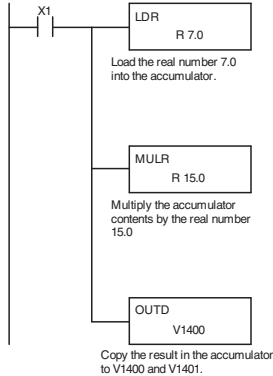 X1
LDR
R 7.0
Load the real number 7.0
into the accumulator.
MULR
R 15.0
Multiply the accumulator
contents by the real number
15.0
OUTD
V1400
Copy the result in the accumulator
to V1400 and V1401.